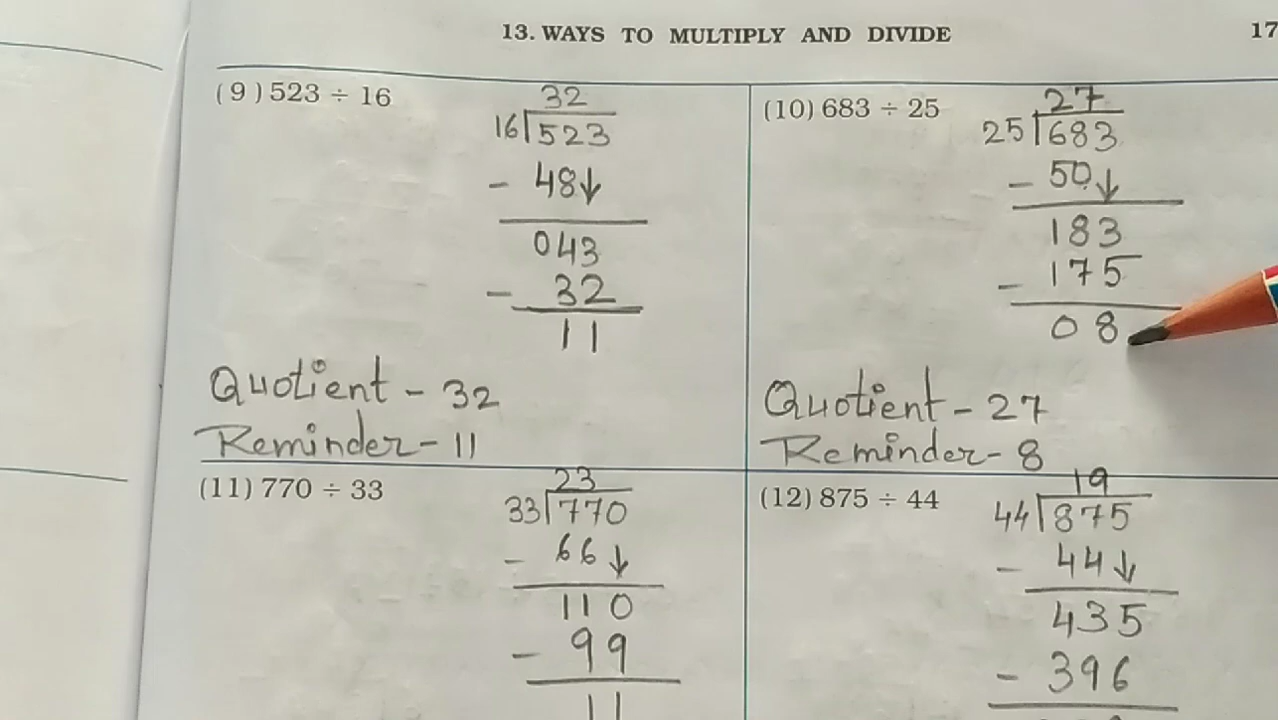 13. WAYS TO MULTIPLY AND DIVIDE
17
(9) 523 ÷ 16
32
16 523
- 48↓
043
- 32
11
Quotient - 32
Reminder - 11
(10) 683 ÷ 25
27
25 683
- 50↓
183
- 175
08
Quotient - 27
Reminder - 8
(11) 770 ÷ 33
23
33 770
- 66↓
110
- 99
11
(12) 875 ÷ 44
19
44 875
- 44↓
435
- 396